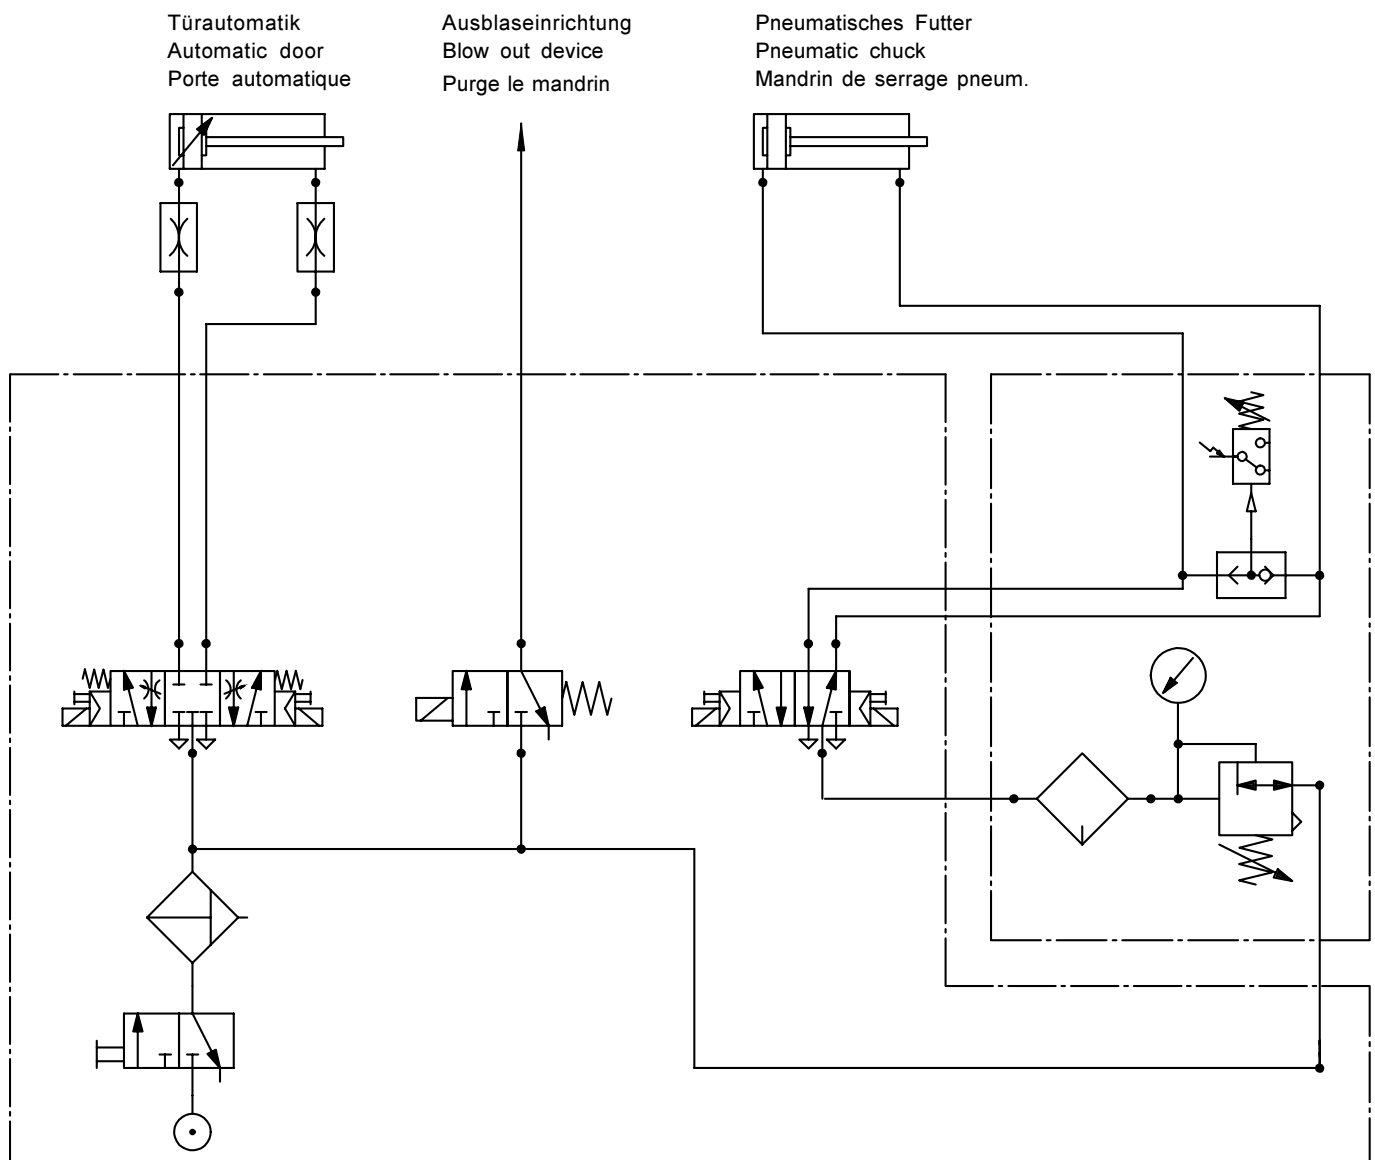 Türautomatik
Automatic door
Porte automatique
Ausblaseinrichtung
Blow out device
Purge le mandrin
Pneumatisches Futter
Pneumatic chuck
Mandrin de serrage pneum.